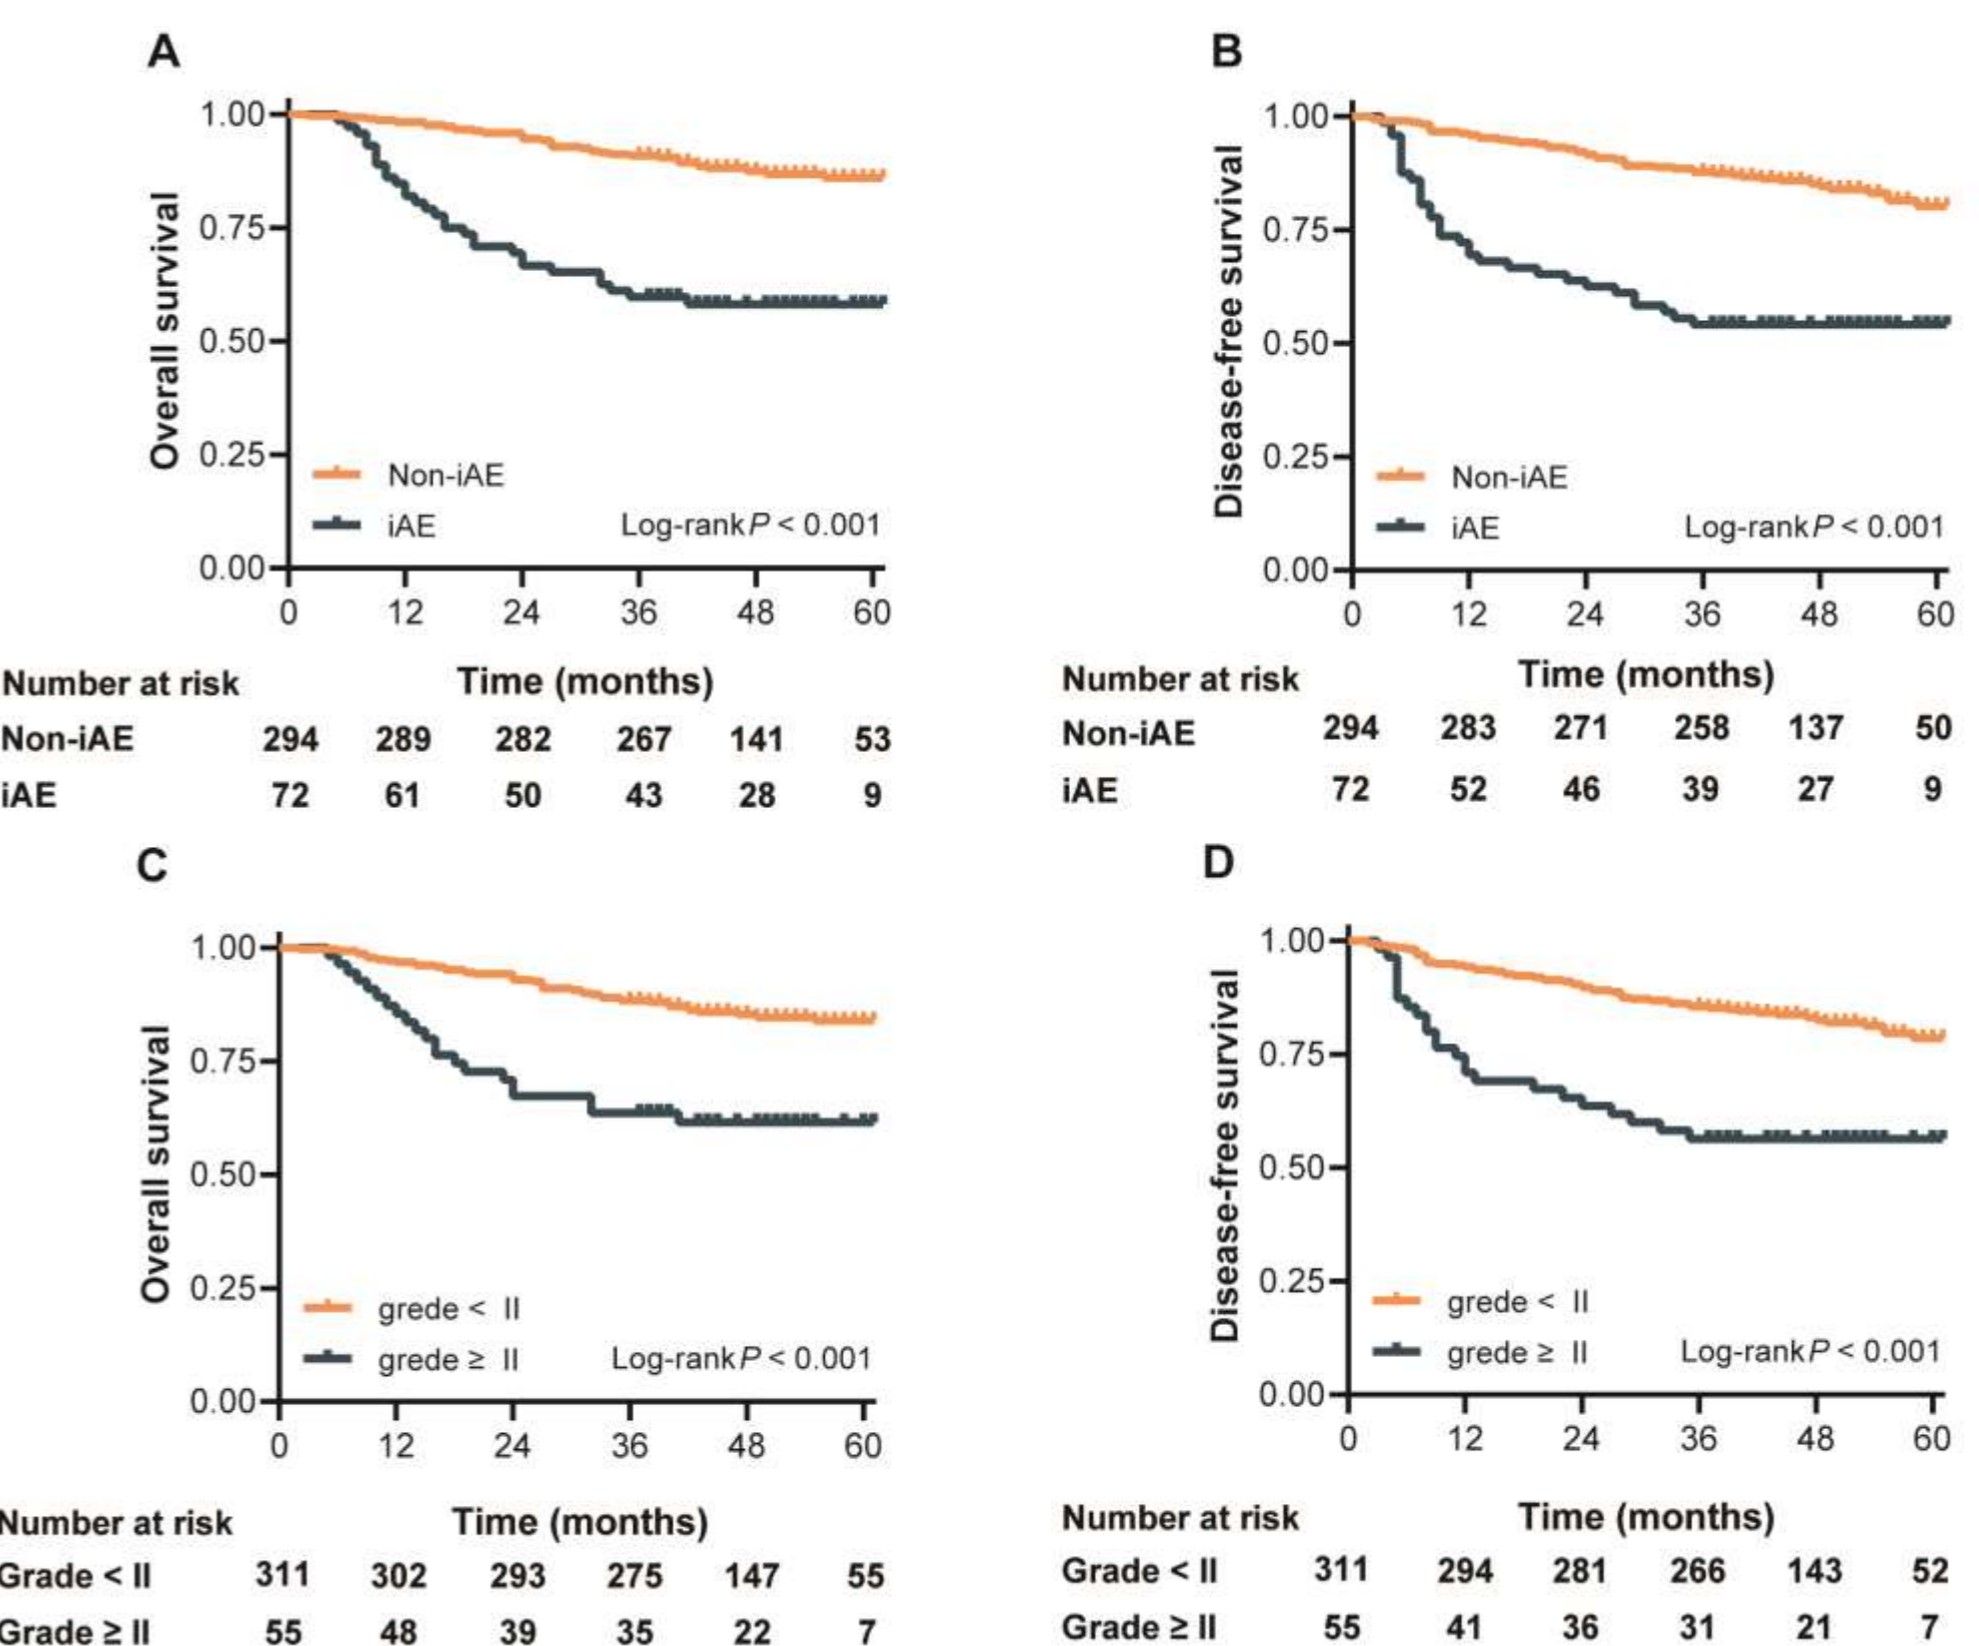 A
Overall survival
1.00
0.75
0.50
0.25
0.00
Non-iAE
iAE
Log-rank P < 0.001
0 12 24 36 48 60
Number at risk Time (months)
Non-iAE 294 289 282 267 141 53
iAE 72 61 50 43 28 9
B
Disease-free survival
1.00
0.75
0.50
0.25
0.00
Non-iAE
iAE
Log-rank P < 0.001
0 12 24 36 48 60
Number at risk Time (months)
Non-iAE 294 283 271 258 137 50
iAE 72 52 46 39 27 9
C
Overall survival
1.00
0.75
0.50
0.25
0.00
grede < II
grede ≥ II
Log-rank P < 0.001
0 12 24 36 48 60
Number at risk Time (months)
Grade < II 311 302 293 275 147 55
Grade ≥ II 55 48 39 35 22 7
D
Disease-free survival
1.00
0.75
0.50
0.25
0.00
grede < II
grede ≥ II
Log-rank P < 0.001
0 12 24 36 48 60
Number at risk Time (months)
Grade < II 311 294 281 266 143 52
Grade ≥ II 55 41 36 31 21 7